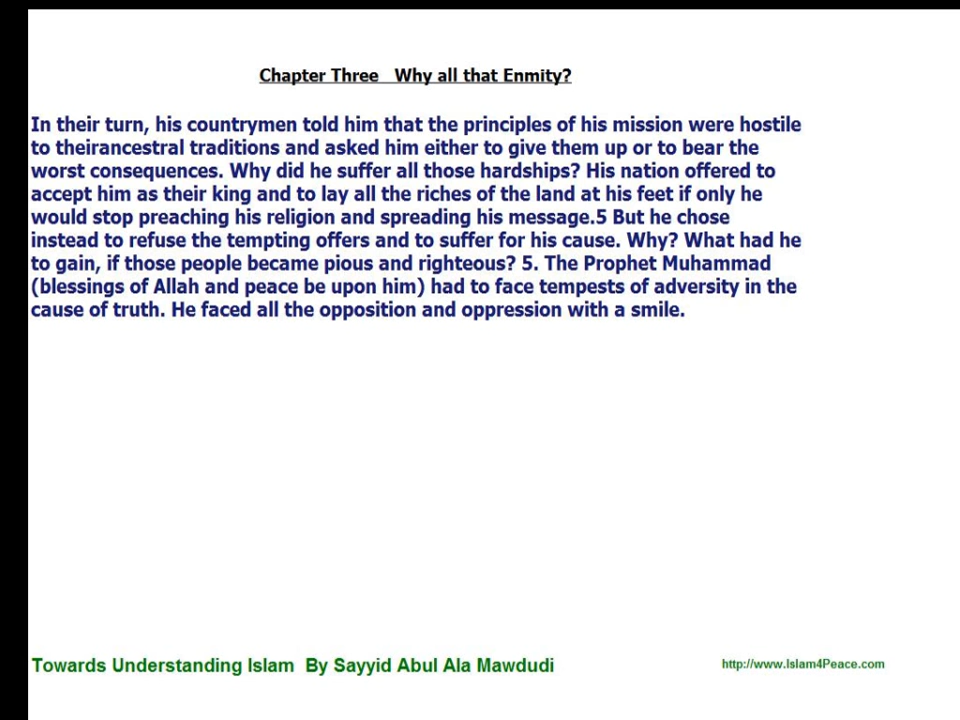 Chapter Three   Why all that Enmity?
In their turn, his countrymen told him that the principles of his mission were hostile
to theirancestral traditions and asked him either to give them up or to bear the
worst consequences. Why did he suffer all those hardships? His nation offered to
accept him as their king and to lay all the riches of the land at his feet if only he
would stop preaching his religion and spreading his message.5 But he chose
instead to refuse the tempting offers and to suffer for his cause. Why? What had he
to gain, if those people became pious and righteous? 5. The Prophet Muhammad
(blessings of Allah and peace be upon him) had to face tempests of adversity in the
cause of truth. He faced all the opposition and oppression with a smile.
Towards Understanding Islam  By Sayyid Abul Ala Mawdudi
http://www.Islam4Peace.com